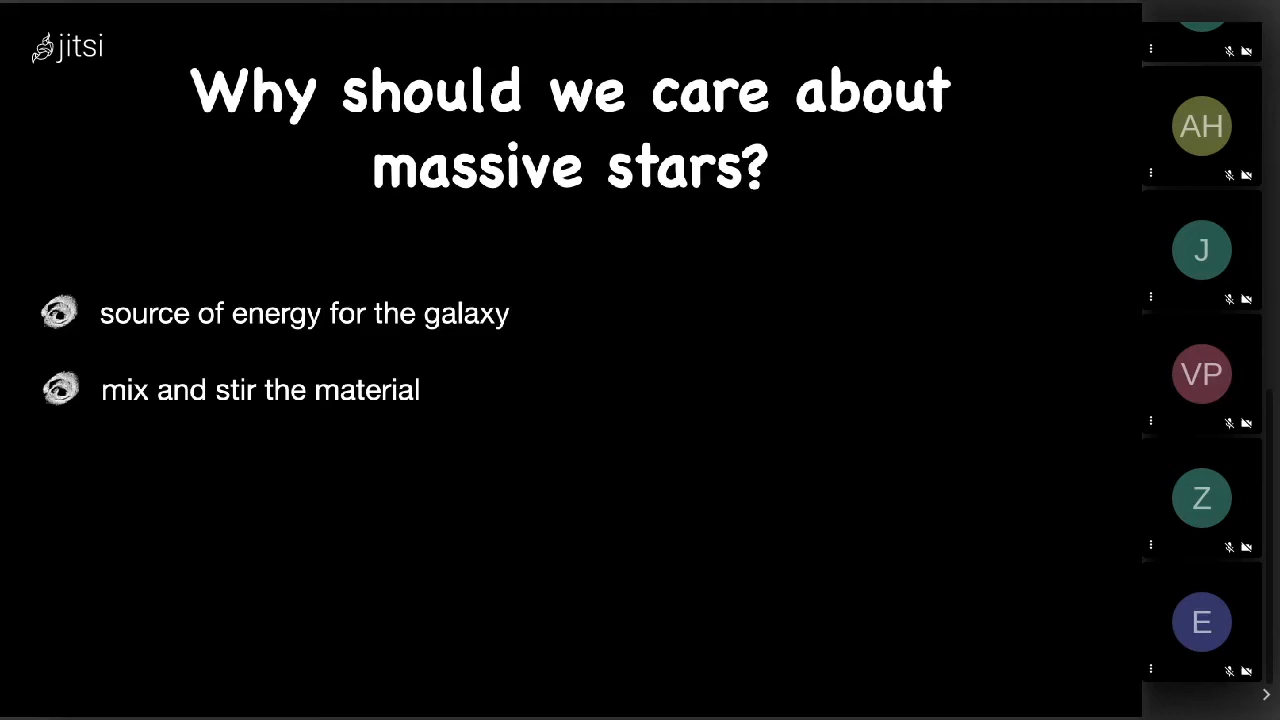 jitsi
Why should we care about
massive stars?
source of energy for the galaxy
mix and stir the material
AH
J
VP
Z
E